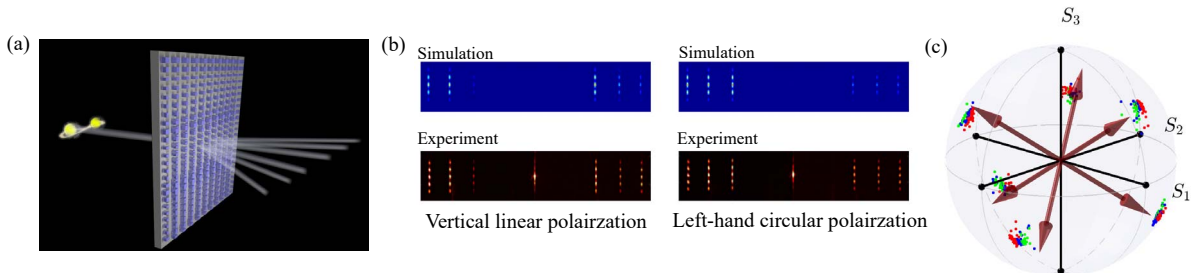 (a)
(b)
Simulation
Experiment
Vertical linear polairzation
Simulation
Experiment
Left-hand circular polairzation
(c)
S₃
S₂
S₁